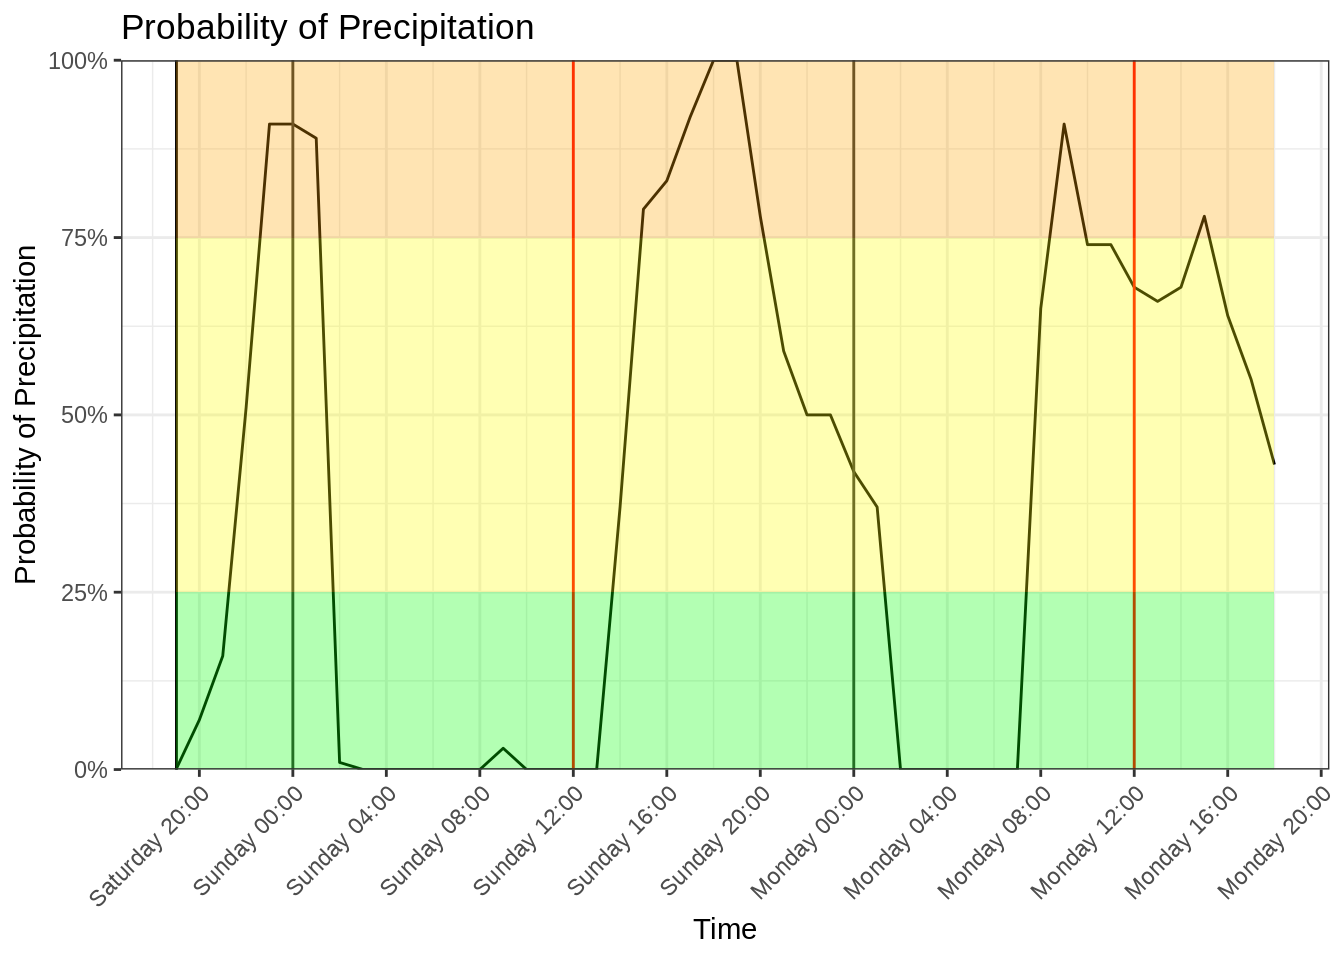 Probability of Precipitation
Probability of Precipitation
100%
75%
50%
25%
0%
Saturday 20:00
Sunday 00:00
Sunday 04:00
Sunday 08:00
Sunday 12:00
Sunday 16:00
Sunday 20:00
Monday 00:00
Monday 04:00
Monday 08:00
Monday 12:00
Monday 16:00
Monday 20:00
Time